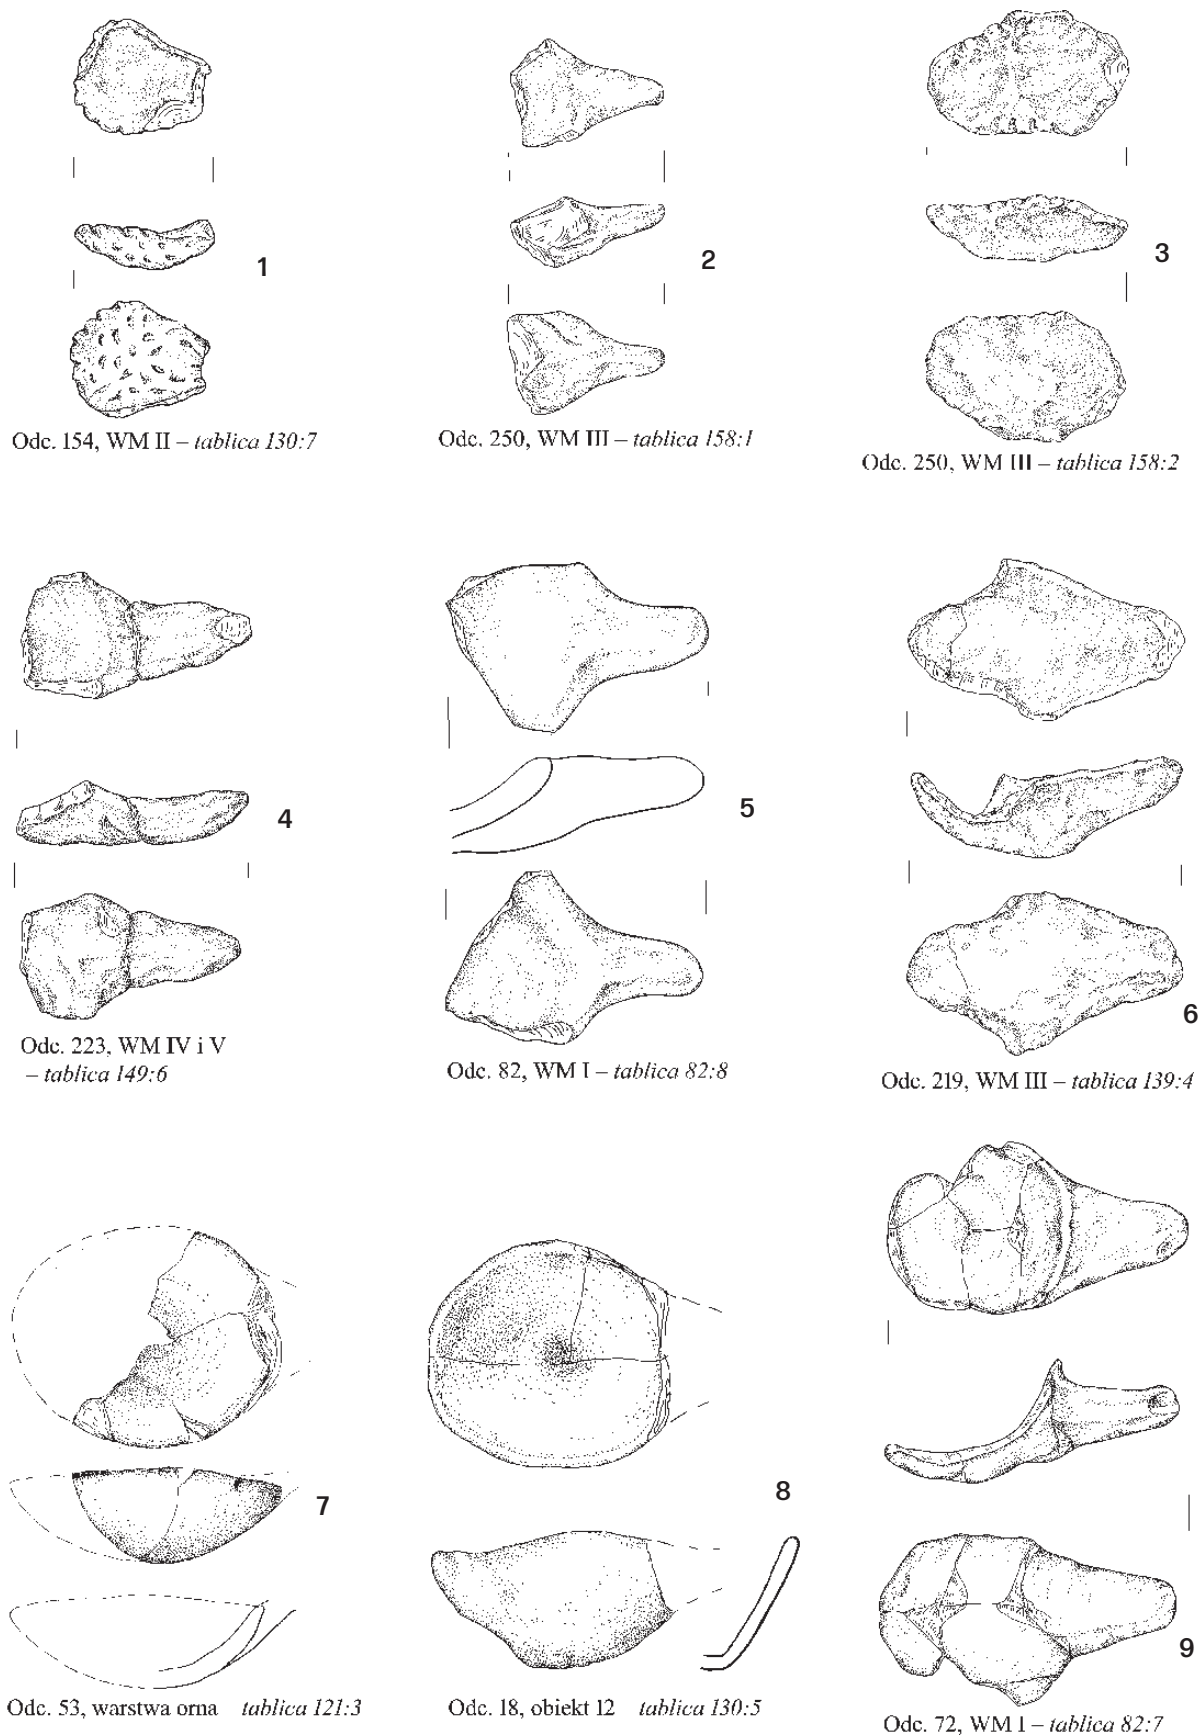 1
2
3
Odc. 154, WM II – tablica 130:7
Odc. 250, WM III – tablica 158:1
Odc. 250, WM III – tablica 158:2
4
5
6
Odc. 223, WM IV i V
– tablica 149:6
Odc. 82, WM I – tablica 82:8
Odc. 219, WM III – tablica 139:4
7
8
9
Odc. 53, warstwa orna tablica 121:3
Odc. 18, obiekt 12 tablica 130:5
Odc. 72, WM I – tablica 82:7